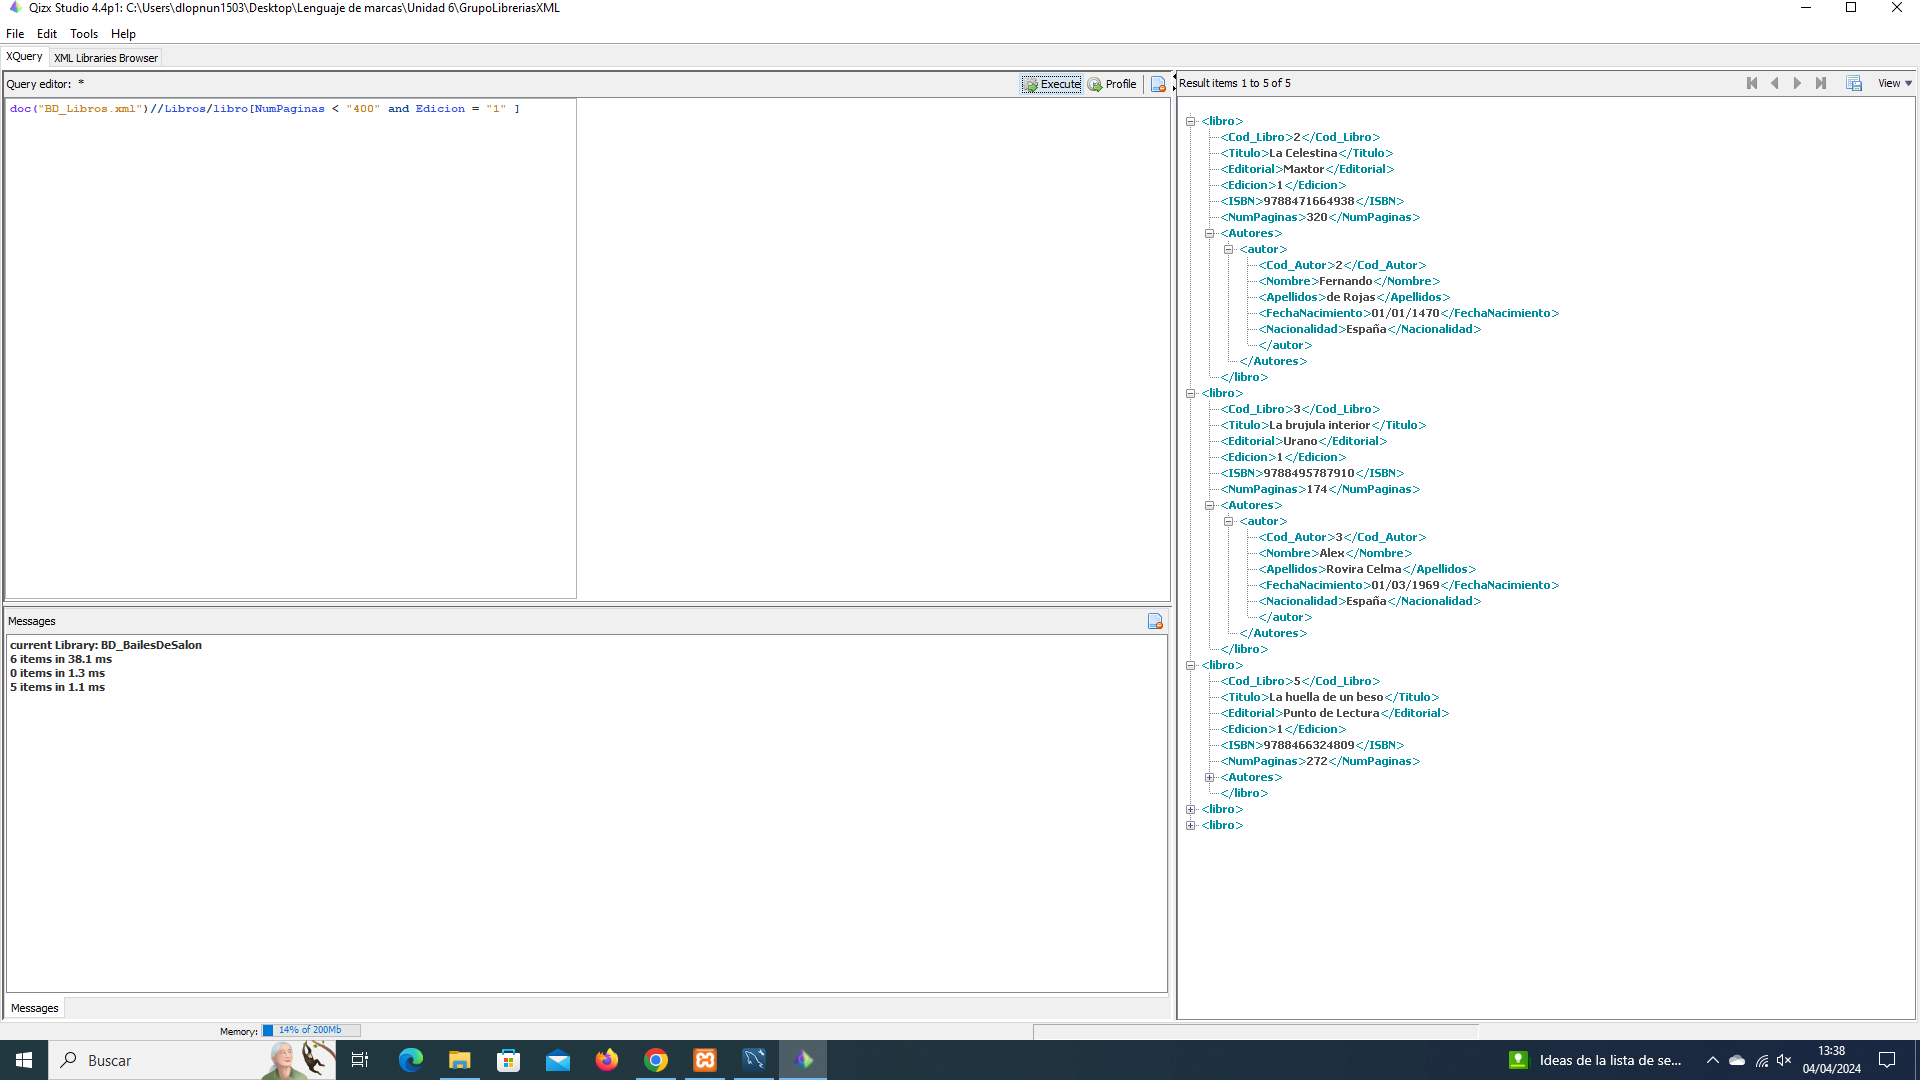 Qizx Studio 4.4p1: C:\Users\dlopnun1503\Desktop\Lenguaje de marcas\Unidad 6\GrupoLibreriasXML
File Edit Tools Help
XQuery XML Libraries Browser
Query editor: *
Execute Profile
doc("BD_Libros.xml")//Libros/libro[NumPaginas < "400" and Edicion = "1" ]
Messages
current Library: BD_BailesDeSalon
6 items in 38.1 ms
0 items in 1.3 ms
5 items in 1.1 ms
Messages
Memory: 14% of 200Mb
Result items 1 to 5 of 5
View
<libro>
<Cod_Libro>2</Cod_Libro>
<Titulo>La Celestina</Titulo>
<Editorial>Maxtor</Editorial>
<Edicion>1</Edicion>
<ISBN>9788471664938</ISBN>
<NumPaginas>320</NumPaginas>
<Autores>
<autor>
<Cod_Autor>2</Cod_Autor>
<Nombre>Fernando</Nombre>
<Apellidos>de Rojas</Apellidos>
<FechaNacimiento>01/01/1470</FechaNacimiento>
<Nacionalidad>España</Nacionalidad>
</autor>
</Autores>
</libro>
<libro>
<Cod_Libro>3</Cod_Libro>
<Titulo>La brujula interior</Titulo>
<Editorial>Urano</Editorial>
<Edicion>1</Edicion>
<ISBN>9788495787910</ISBN>
<NumPaginas>174</NumPaginas>
<Autores>
<autor>
<Cod_Autor>3</Cod_Autor>
<Nombre>Alex</Nombre>
<Apellidos>Rovira Celma</Apellidos>
<FechaNacimiento>01/03/1969</FechaNacimiento>
<Nacionalidad>España</Nacionalidad>
</autor>
</Autores>
</libro>
<libro>
<Cod_Libro>5</Cod_Libro>
<Titulo>La huella de un beso</Titulo>
<Editorial>Punto de Lectura</Editorial>
<Edicion>1</Edicion>
<ISBN>9788466324809</ISBN>
<NumPaginas>272</NumPaginas>
<Autores>
</libro>
<libro>
<libro>
Buscar
Ideas de la lista de se...
13:38
04/04/2024